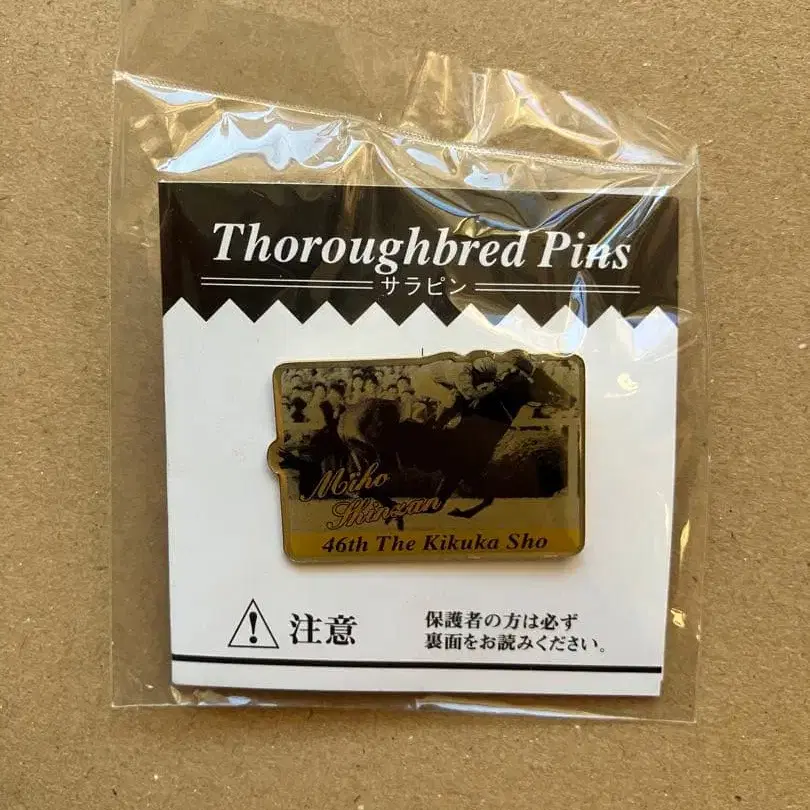 Thoroughbred Pins
サラピン
Miho
Shinzan
46th The Kikuka Sho
注意
保護者の方は必ず
裏面をお読みください。